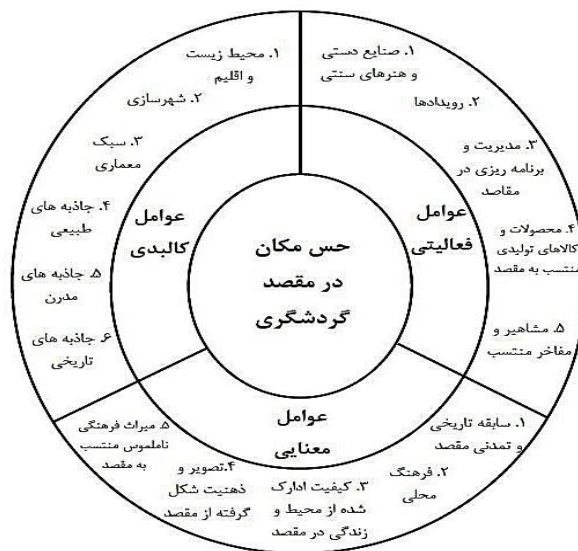 حس مکان
در مقصد
گردشگری
عوامل
فعالیتی
۱. صنایع دستی
و هنرهای سنتی
۲. رویدادها
۳. مدیریت و
برنامه ریزی در
مقاصد
۴. محصولات و
کالاهای تولیدی
منتسب به مقصد
۵. مشاهیر و
مفاخر منتسب
عوامل
معنایی
۱. سابقه تاریخی
و تمدنی مقصد
۲. فرهنگ
محلی
۳. کیفیت ادارک
شده از محیط و
زندگی در مقصد
۴.تصویر و
ذهنیت شکل
گرفته از مقصد
۵. میراث فرهنگی
ناملموس منتسب
به مقصد
عوامل
کالبدی
۱. محیط زیست
و اقلیم
۲. شهرسازی
۳. سبک
معماری
۴. جاذبه های
طبیعی
۵. جاذبه های
مدرن
۶. جاذبه های
تاریخی